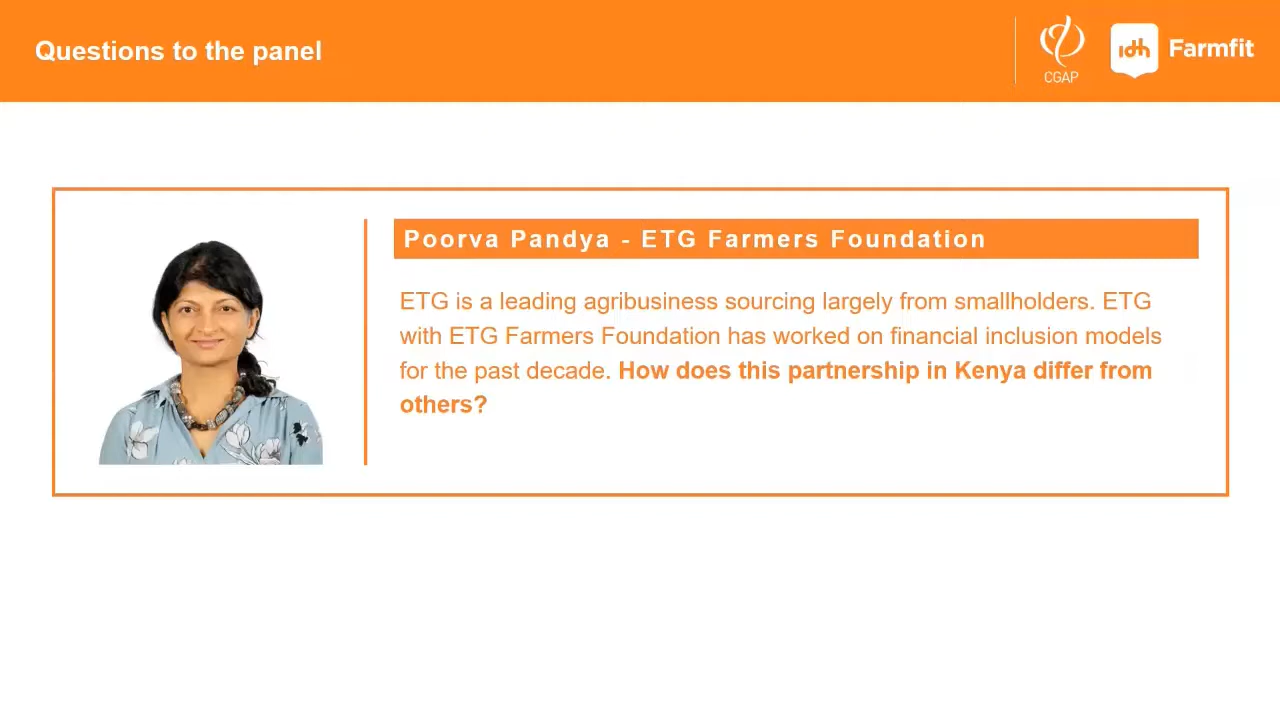 Questions to the panel
CGAP
idh
Farmfit
Poorva Pandya - ETG Farmers Foundation
ETG is a leading agribusiness sourcing largely from smallholders. ETG
with ETG Farmers Foundation has worked on financial inclusion models
for the past decade. How does this partnership in Kenya differ from
others?